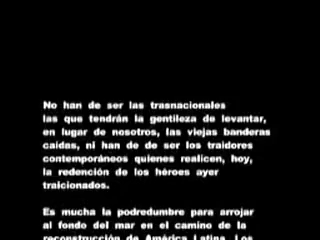 No han de ser las trasnacionales
las que tendrán la gentileza de levantar,
en lugar de nosotros, las viejas banderas
caídas, ni han de de ser los traidores
contemporáneos quienes realicen, hoy,
la redención de los héroes ayer
traicionados.
Es mucha la podredumbre para arrojar
al fondo del mar en el camino de la
reconstrucción de América Latina. Los